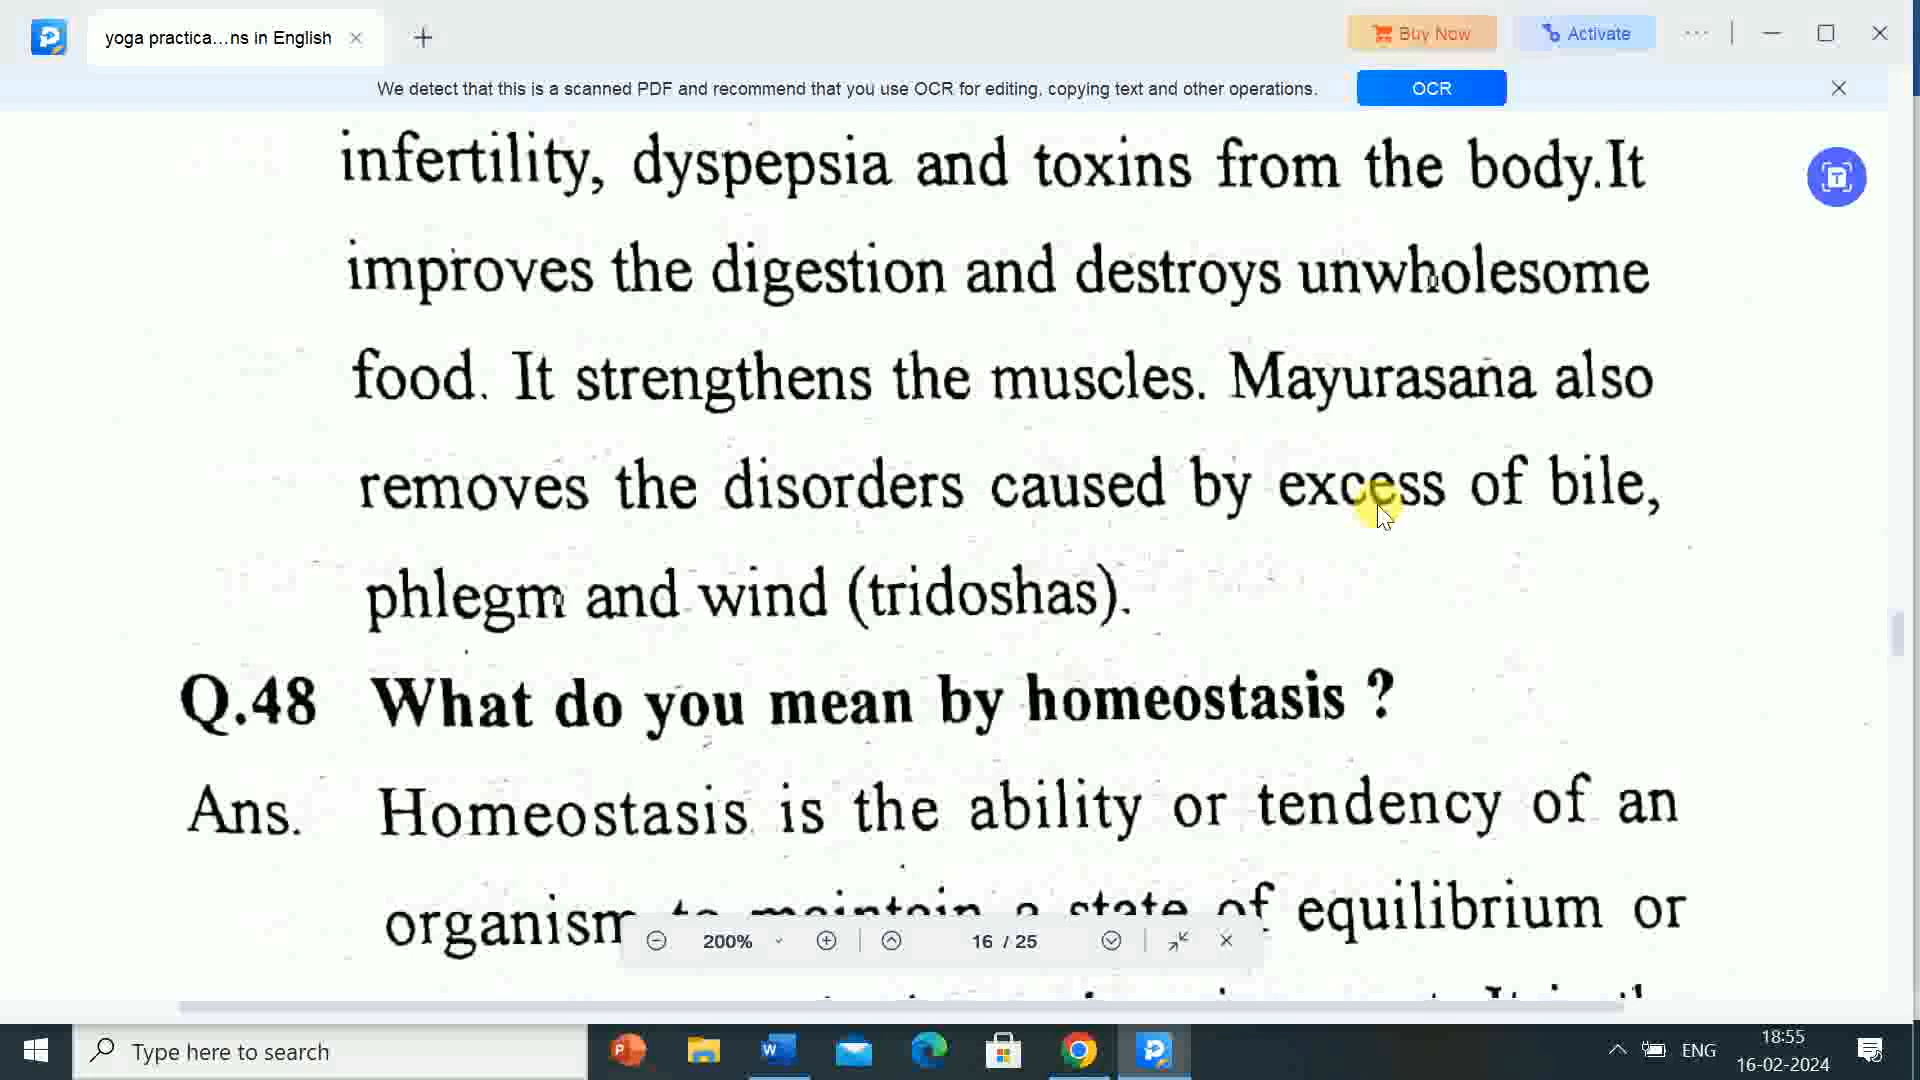 yoga practica...ns in English
Buy Now
Activate
We detect that this is a scanned PDF and recommend that you use OCR for editing, copying text and other operations.
OCR
infertility, dyspepsia and toxins from the body.It
improves the digestion and destroys unwholesome
food. It strengthens the muscles. Mayurasana also
removes the disorders caused by excess of bile,
phlegm and wind (tridoshas).
Q.48 What do you mean by homeostasis ?
Ans. Homeostasis is the ability or tendency of an
organism to maintain a state of equilibrium or
200%
16 / 25
Type here to search
ENG
18:55
16-02-2024